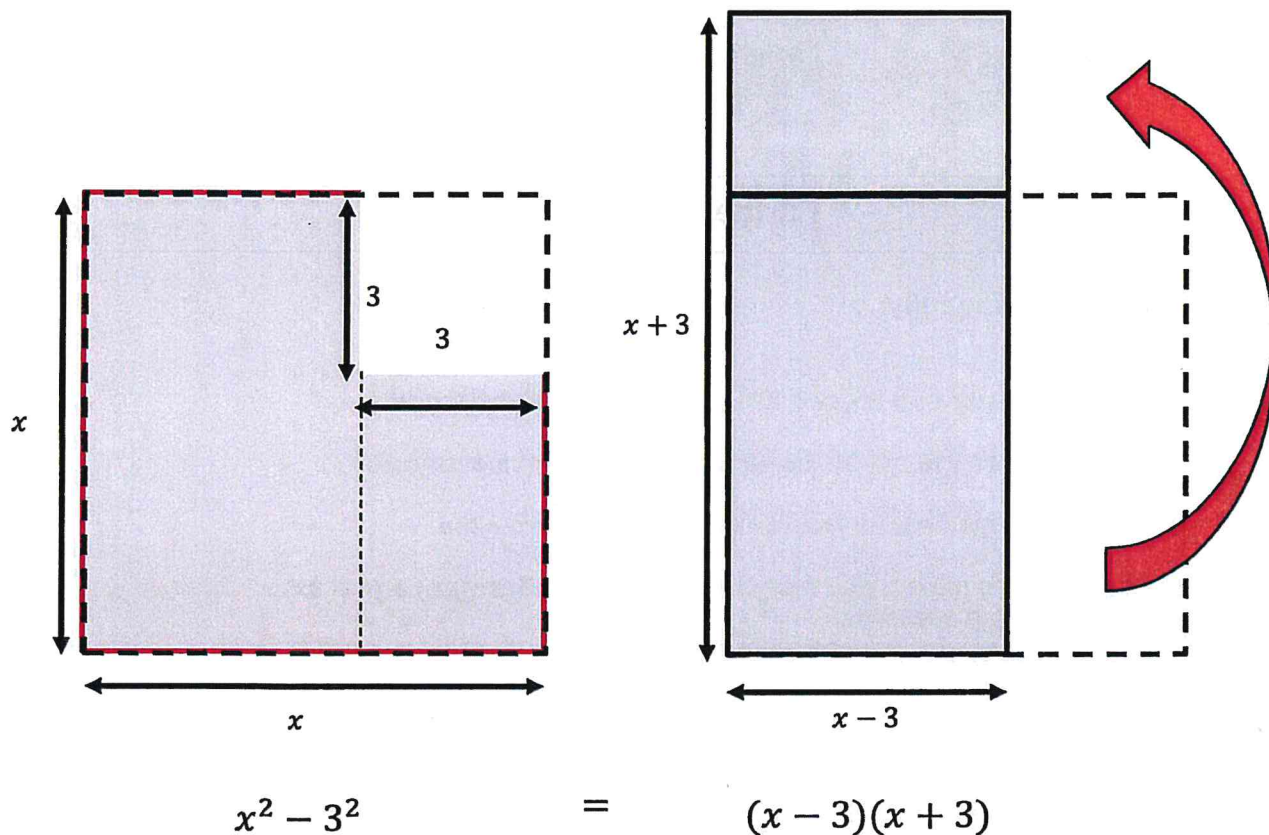 3
3
x
x
x + 3
x − 3
x² − 3² = (x − 3)(x + 3)